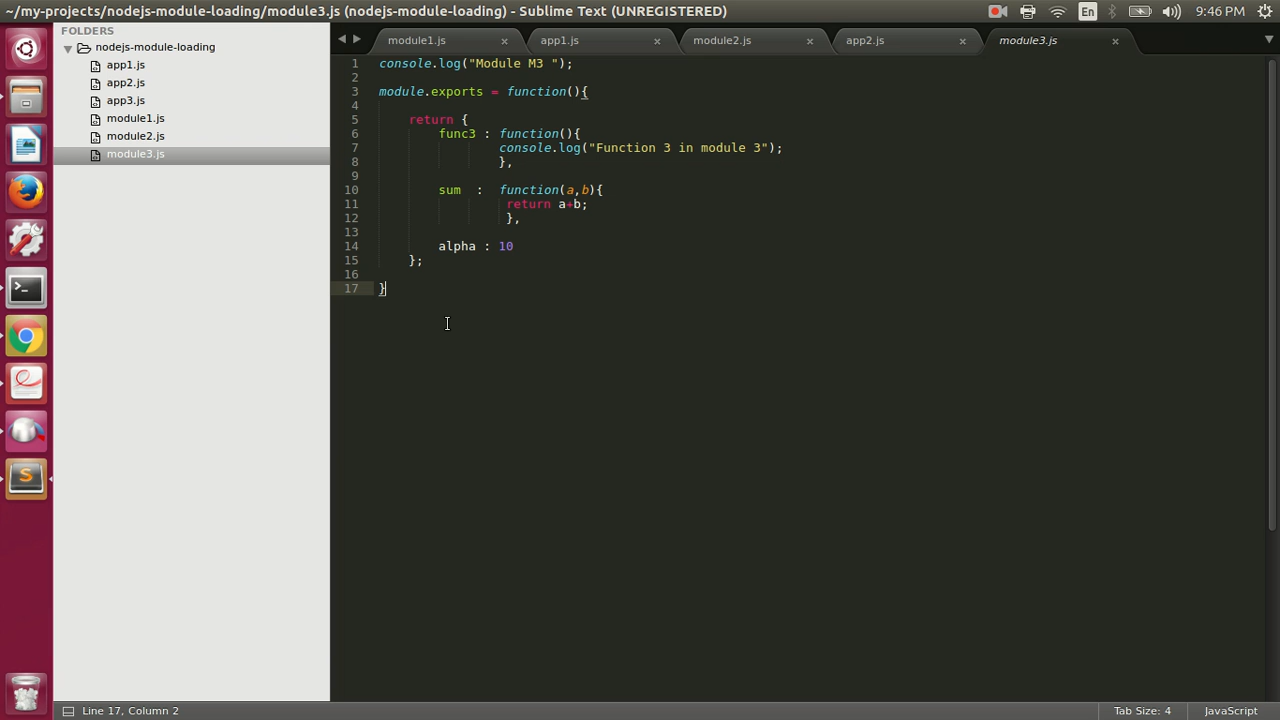 ~/my-projects/nodejs-module-loading/module3.js (nodejs-module-loading) - Sublime Text (UNREGISTERED)
En
9:46 PM
FOLDERS
nodejs-module-loading
app1.js
app2.js
app3.js
module1.js
module2.js
module3.js
module1.js
app1.js
module2.js
app2.js
module3.js
1 console.log("Module M3 ");
2
3 module.exports = function(){
4
5 return {
6 func3 : function(){
7 console.log("Function 3 in module 3");
8 },
9
10 sum : function(a,b){
11 return a+b;
12 },
13
14 alpha : 10
15 };
16
17 }
Line 17, Column 2
Tab Size: 4
JavaScript